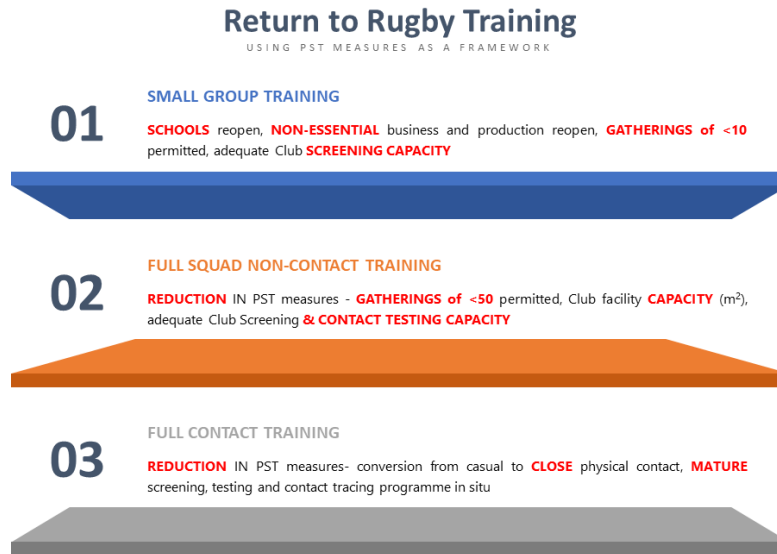 Return to Rugby Training
USING PST MEASURES AS A FRAMEWORK
01
SMALL GROUP TRAINING
SCHOOLS reopen, NON-ESSENTIAL business and production reopen, GATHERINGS of <10
permitted, adequate Club SCREENING CAPACITY
02
FULL SQUAD NON-CONTACT TRAINING
REDUCTION IN PST measures - GATHERINGS of <50 permitted, Club facility CAPACITY (m²),
adequate Club Screening & CONTACT TESTING CAPACITY
03
FULL CONTACT TRAINING
REDUCTION IN PST measures- conversion from casual to CLOSE physical contact, MATURE
screening, testing and contact tracing programme in situ